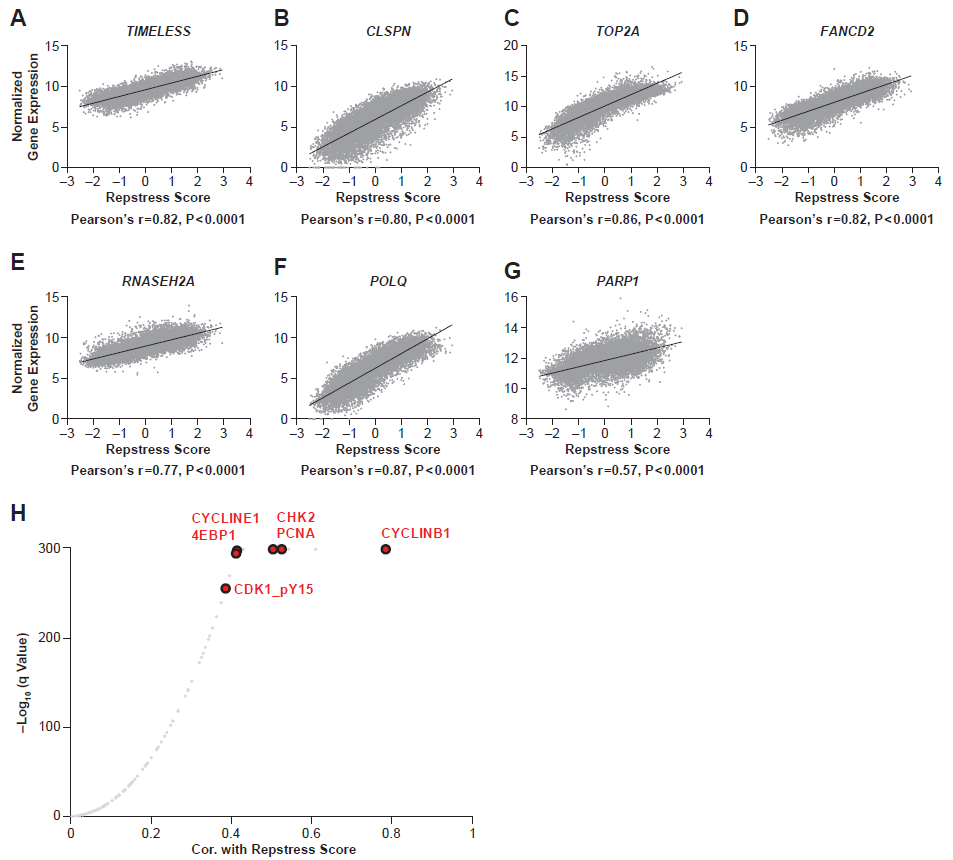 A
B
C
D
TIMELESS
CLSPN
TOP2A
FANCD2
Normalized
Gene Expression
15
10
5
0
–3 –2 –1 0 1 2 3 4
Repstress Score
Pearson's r=0.82, P<0.0001
15
10
5
0
–3 –2 –1 0 1 2 3 4
Repstress Score
Pearson's r=0.80, P<0.0001
20
15
10
5
0
–3 –2 –1 0 1 2 3 4
Repstress Score
Pearson's r=0.86, P<0.0001
15
10
5
0
–3 –2 –1 0 1 2 3 4
Repstress Score
Pearson's r=0.82, P<0.0001
E
F
G
RNASEH2A
POLQ
PARP1
Normalized
Gene Expression
15
10
5
0
–3 –2 –1 0 1 2 3 4
Repstress Score
Pearson's r=0.77, P<0.0001
15
10
5
0
–3 –2 –1 0 1 2 3 4
Repstress Score
Pearson's r=0.87, P<0.0001
16
14
12
10
8
–3 –2 –1 0 1 2 3 4
Repstress Score
Pearson's r=0.57, P<0.0001
H
CYCLINE1
4EBP1
CHK2
PCNA
CYCLINB1
CDK1_pY15
–Log10 (q Value)
300
200
100
0
0 0.2 0.4 0.6 0.8 1
Cor. with Repstress Score